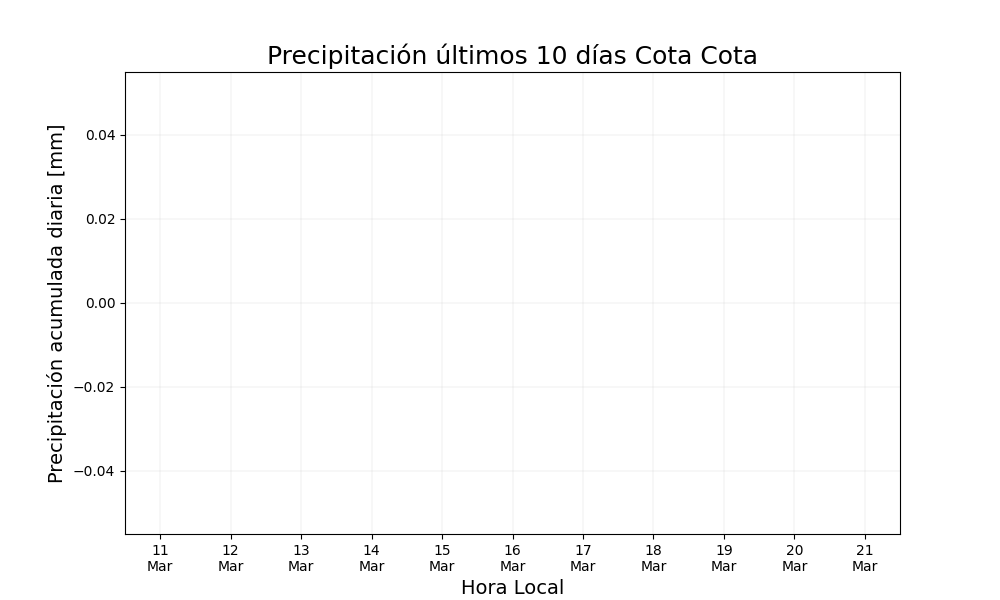 Precipitación últimos 10 días Cota Cota
Precipitación acumulada diaria [mm]
0.04
0.02
0.00
−0.02
−0.04
11 12 13 14 15 16 17 18 19 20 21
Mar Mar Mar Mar Mar Mar Mar Mar Mar Mar Mar
Hora Local